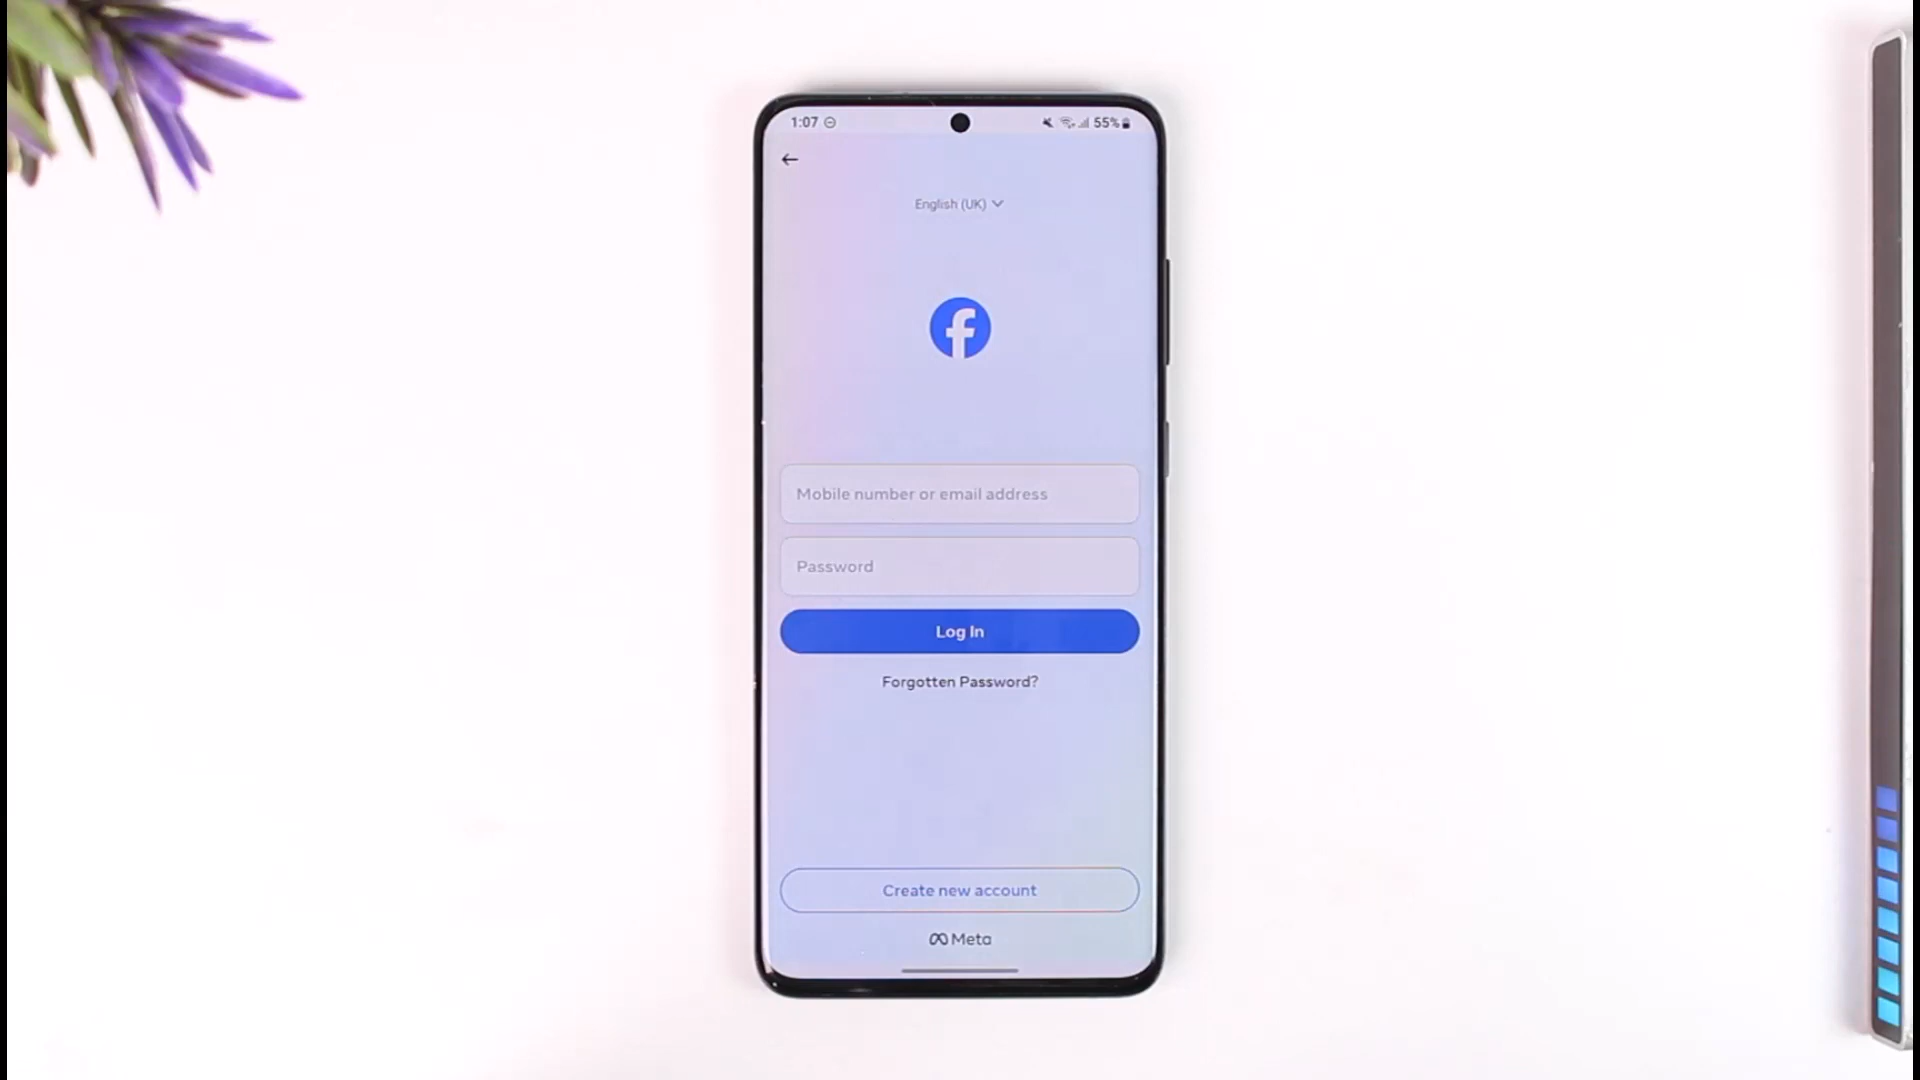 1:07
55%
English (UK)
Mobile number or email address
Password
Log In
Forgotten Password?
Create new account
Meta